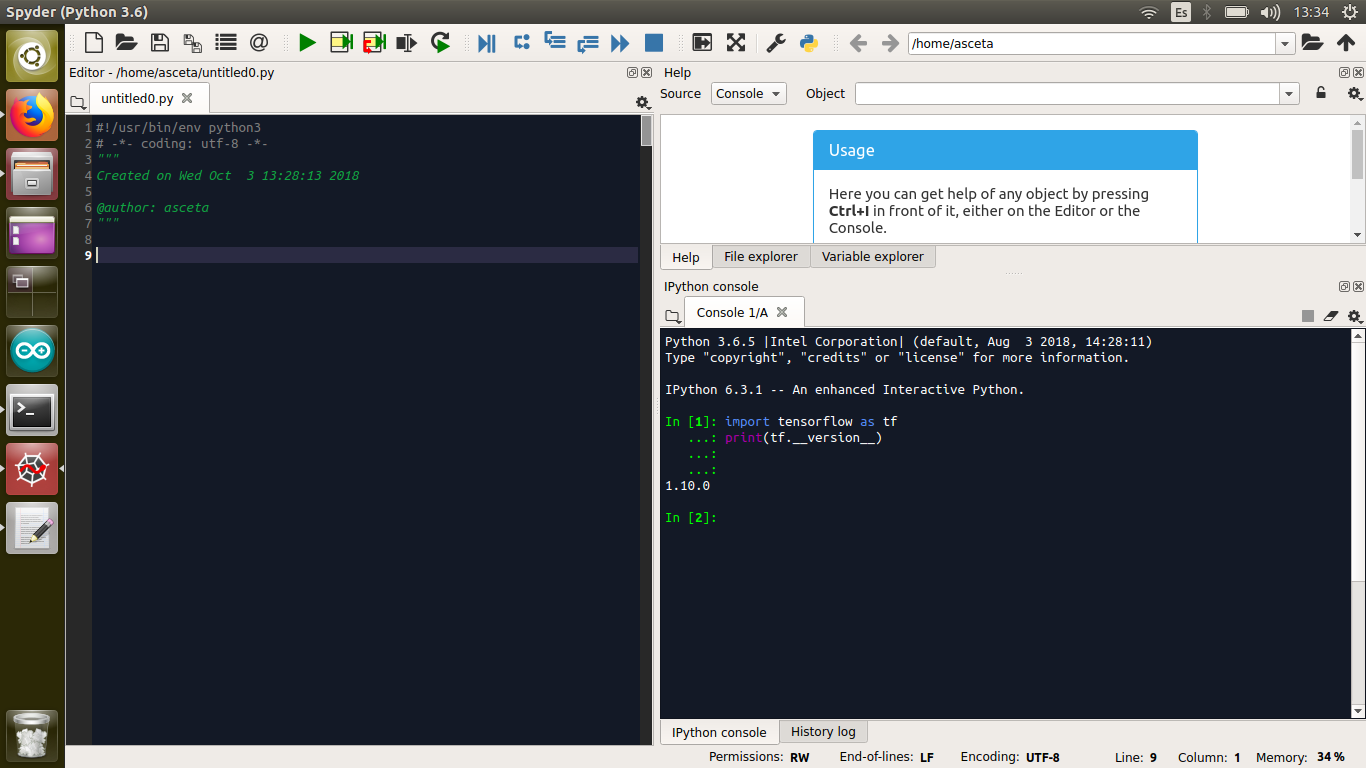 Spyder (Python 3.6)
Es
13:34
@
/home/asceta
Editor - /home/asceta/untitled0.py
untitled0.py
1 #!/usr/bin/env python3
2 # -*- coding: utf-8 -*-
3 """
4 Created on Wed Oct  3 13:28:13 2018
5
6 @author: asceta
7 """
8
9
Help
Source Console Object
Usage
Here you can get help of any object by pressing
Ctrl+I in front of it, either on the Editor or the
Console.
Help File explorer Variable explorer
IPython console
Console 1/A
Python 3.6.5 |Intel Corporation| (default, Aug  3 2018, 14:28:11)
Type "copyright", "credits" or "license" for more information.
IPython 6.3.1 -- An enhanced Interactive Python.
In [1]: import tensorflow as tf
   ...: print(tf.__version__)
   ...:
   ...:
1.10.0
In [2]:
IPython console History log
Permissions: RW End-of-lines: LF Encoding: UTF-8 Line: 9 Column: 1 Memory: 34 %